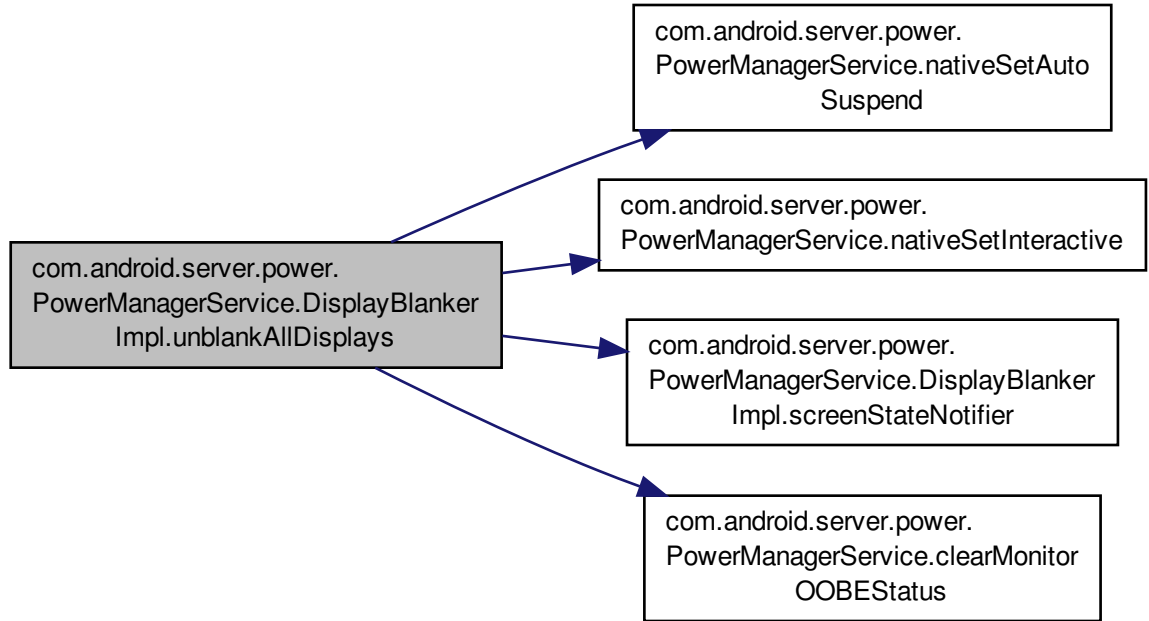 com.android.server.power.
PowerManagerService.nativeSetAuto
Suspend
com.android.server.power.
PowerManagerService.nativeSetInteractive
com.android.server.power.
PowerManagerService.DisplayBlanker
Impl.unblankAllDisplays
com.android.server.power.
PowerManagerService.DisplayBlanker
Impl.screenStateNotifier
com.android.server.power.
PowerManagerService.clearMonitor
OOBEStatus